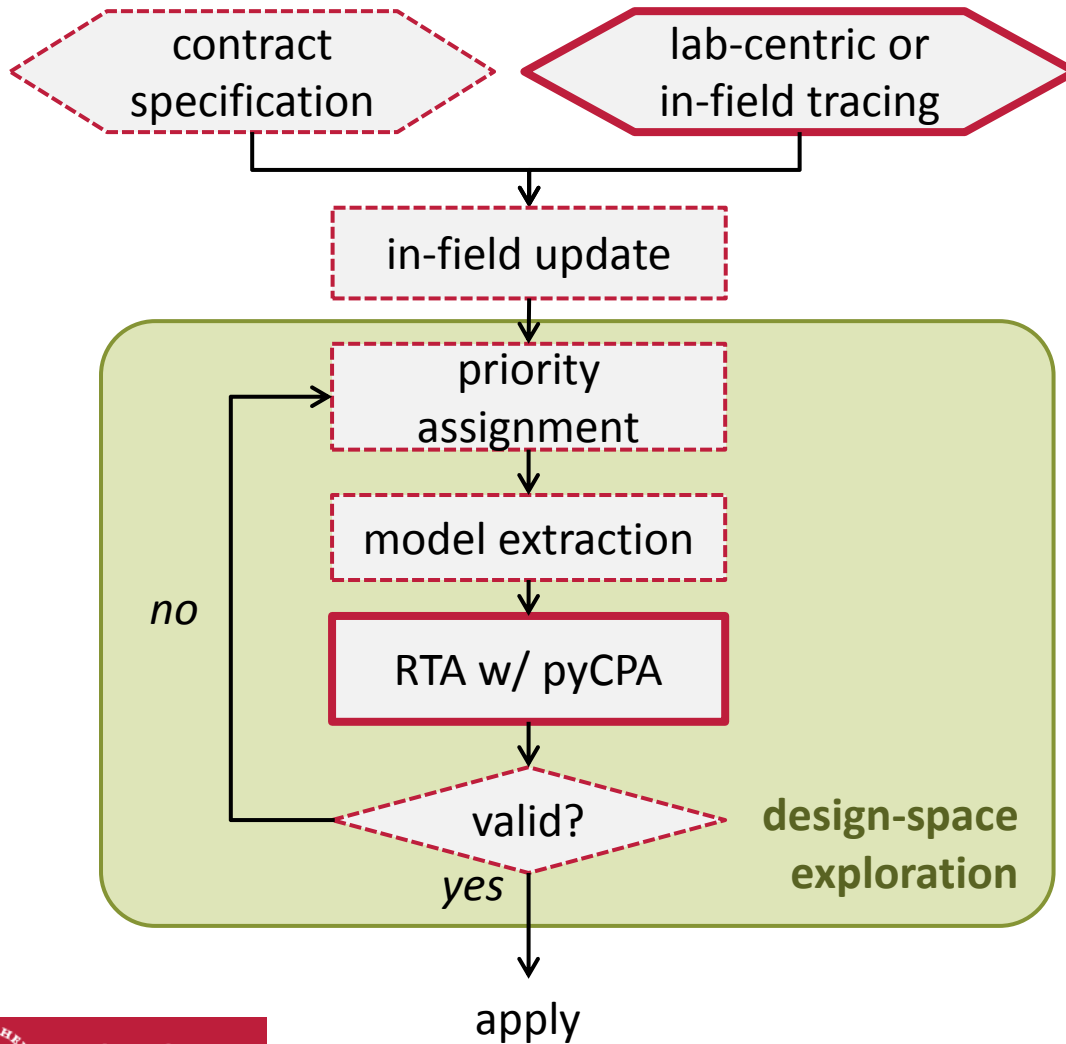 contract
specification
lab-centric or
in-field tracing
in-field update
priority
assignment
model extraction
no
RTA w/ pyCPA
valid?
design-space
exploration
yes
apply